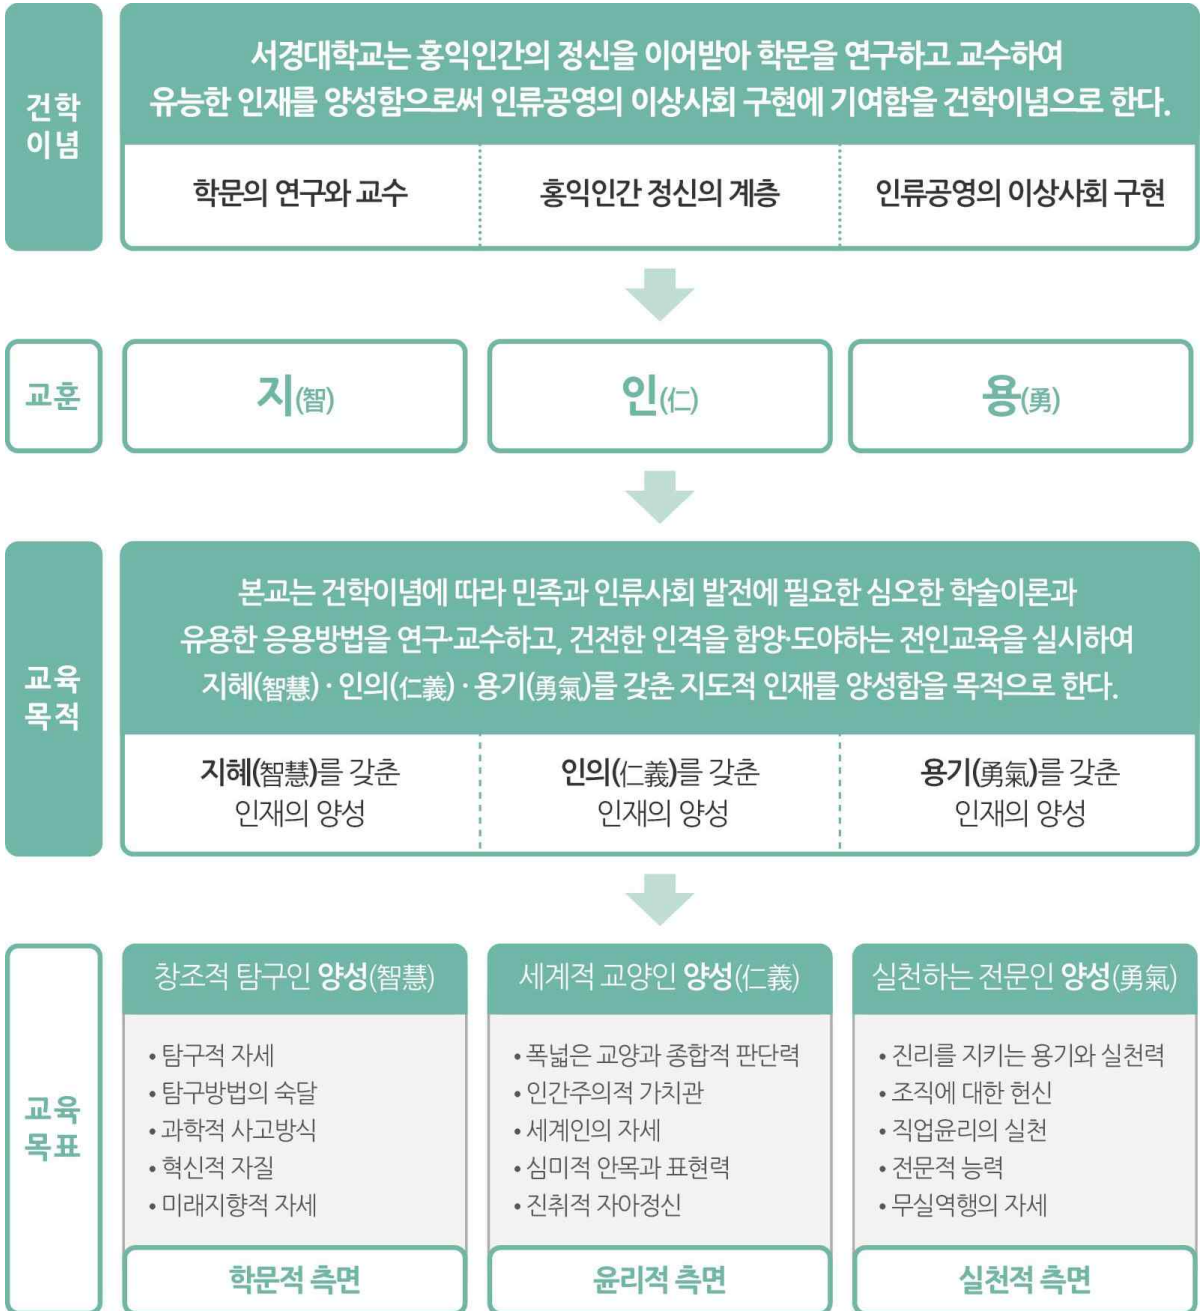 건학
이념
서경대학교는 홍익인간의 정신을 이어받아 학문을 연구하고 교수하여
유능한 인재를 양성함으로써 인류공영의 이상사회 구현에 기여함을 건학이념으로 한다.
학문의 연구와 교수
홍익인간 정신의 계층
인류공영의 이상사회 구현
교훈
지(智)
인(仁)
용(勇)
교육
목적
본교는 건학이념에 따라 민족과 인류사회 발전에 필요한 심오한 학술이론과
유용한 응용방법을 연구·교수하고, 건전한 인격을 함양·도야하는 전인교육을 실시하여
지혜(智慧) · 인의(仁義) · 용기(勇氣)를 갖춘 지도적 인재를 양성함을 목적으로 한다.
지혜(智慧)를 갖춘
인재의 양성
인의(仁義)를 갖춘
인재의 양성
용기(勇氣)를 갖춘
인재의 양성
교육
목표
창조적 탐구인 양성(智慧)
• 탐구적 자세
• 탐구방법의 숙달
• 과학적 사고방식
• 혁신적 자질
• 미래지향적 자세
학문적 측면
세계적 교양인 양성(仁義)
• 폭넓은 교양과 종합적 판단력
• 인간주의적 가치관
• 세계인의 자세
• 심미적 안목과 표현력
• 진취적 자아정신
윤리적 측면
실천하는 전문인 양성(勇氣)
• 진리를 지키는 용기와 실천력
• 조직에 대한 헌신
• 직업윤리의 실천
• 전문적 능력
• 무실역행의 자세
실천적 측면